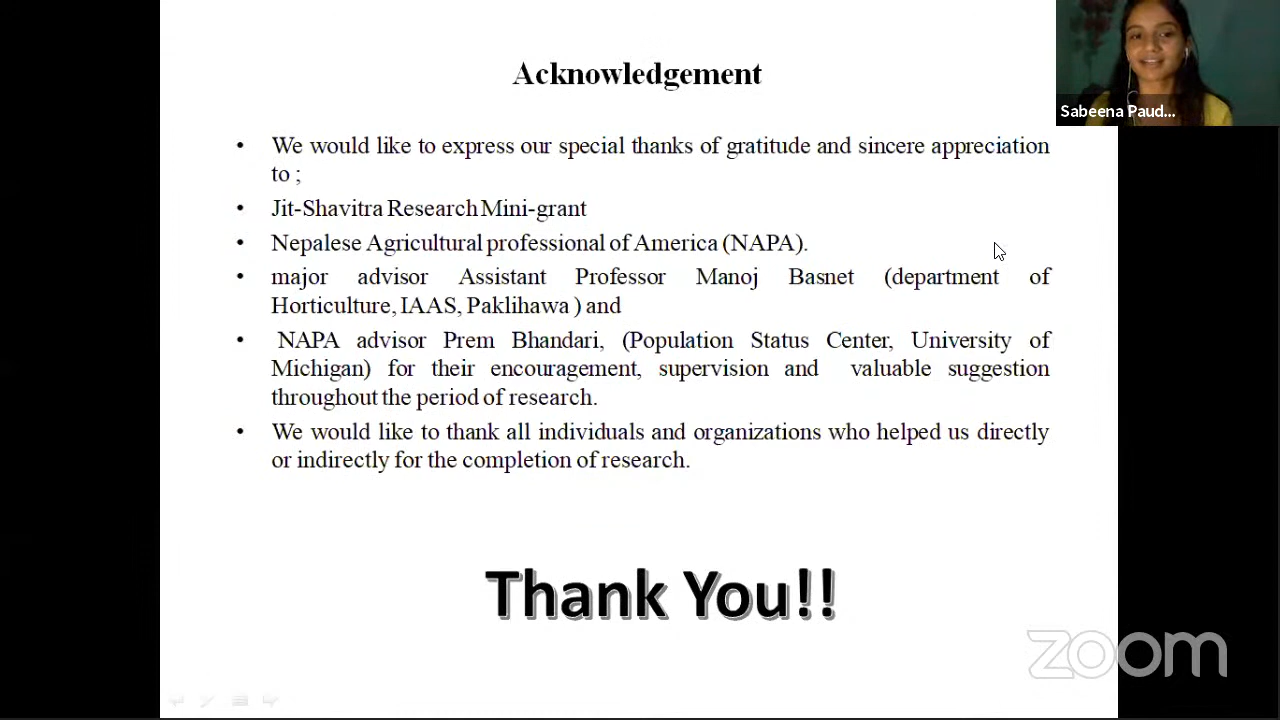 Acknowledgement
Sabeena Paud...
• We would like to express our special thanks of gratitude and sincere appreciation
to ;
• Jit-Shavitra Research Mini-grant
• Nepalese Agricultural professional of America (NAPA).
• major advisor Assistant Professor Manoj Basnet (department of
Horticulture, IAAS, Paklihawa ) and
• NAPA advisor Prem Bhandari, (Population Status Center, University of
Michigan) for their encouragement, supervision and valuable suggestion
throughout the period of research.
• We would like to thank all individuals and organizations who helped us directly
or indirectly for the completion of research.
Thank You!!
zoom